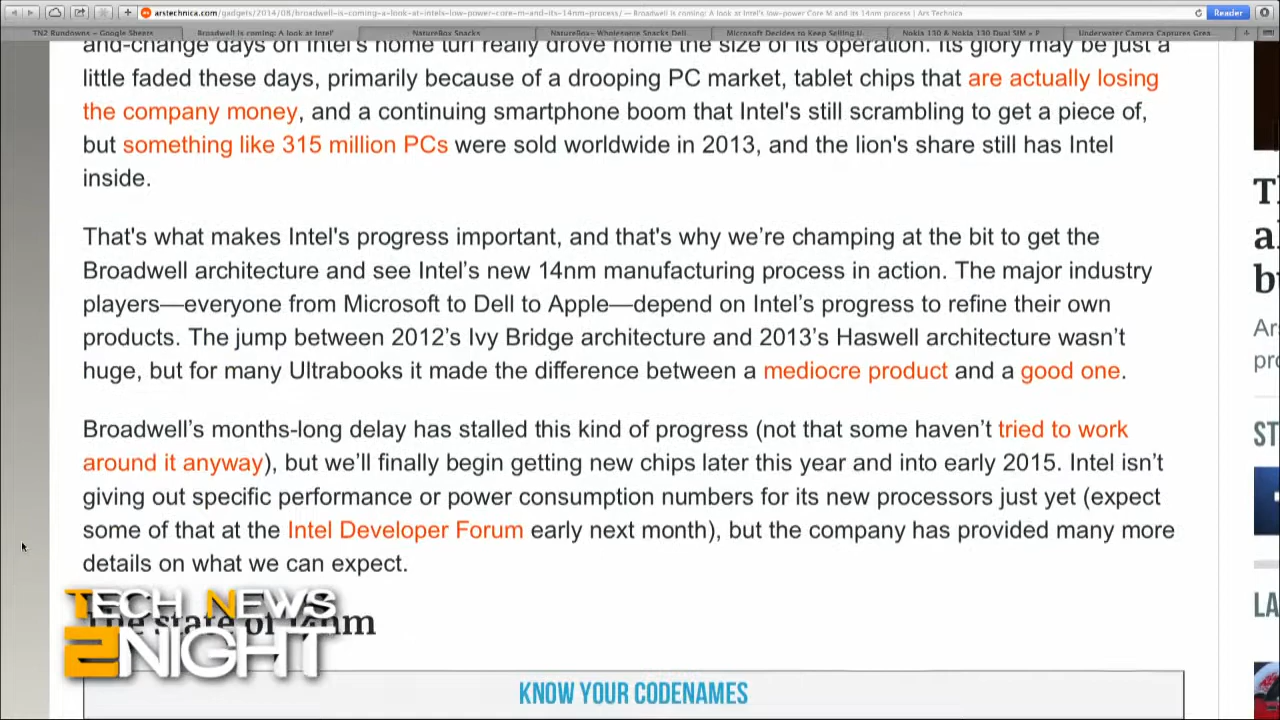 arstechnica.com/gadgets/2014/08/broadwell-is-coming-a-look-at-intels-low-power-core-m-and-its-14nm-process/ — Broadwell is coming: A look at Intel's low-power Core M and its 14nm process | Ars Technica
Reader
TN2 Rundowns – Google Sheets
Broadwell is coming: A look at Intel'
NatureBox Snacks
NatureBox – Wholesome Snacks Deli...
Microsoft Decides to Keep Selling U...
Nokia 130 & Nokia 130 Dual SIM – P
Underwater Camera Captures Grea...
and-change days on Intel's home turf really drove home the size of its operation. Its glory may be just a
little faded these days, primarily because of a drooping PC market, tablet chips that are actually losing
the company money, and a continuing smartphone boom that Intel's still scrambling to get a piece of,
but something like 315 million PCs were sold worldwide in 2013, and the lion's share still has Intel
inside.
That's what makes Intel's progress important, and that's why we're champing at the bit to get the
Broadwell architecture and see Intel's new 14nm manufacturing process in action. The major industry
players—everyone from Microsoft to Dell to Apple—depend on Intel's progress to refine their own
products. The jump between 2012's Ivy Bridge architecture and 2013's Haswell architecture wasn't
huge, but for many Ultrabooks it made the difference between a mediocre product and a good one.
Broadwell's months-long delay has stalled this kind of progress (not that some haven't tried to work
around it anyway), but we'll finally begin getting new chips later this year and into early 2015. Intel isn't
giving out specific performance or power consumption numbers for its new processors just yet (expect
some of that at the Intel Developer Forum early next month), but the company has provided many more
details on what we can expect.
The state of 14nm
TECH NEWS
2NIGHT
KNOW YOUR CODENAMES
Th
a
b
Ar
pro
ST
LA